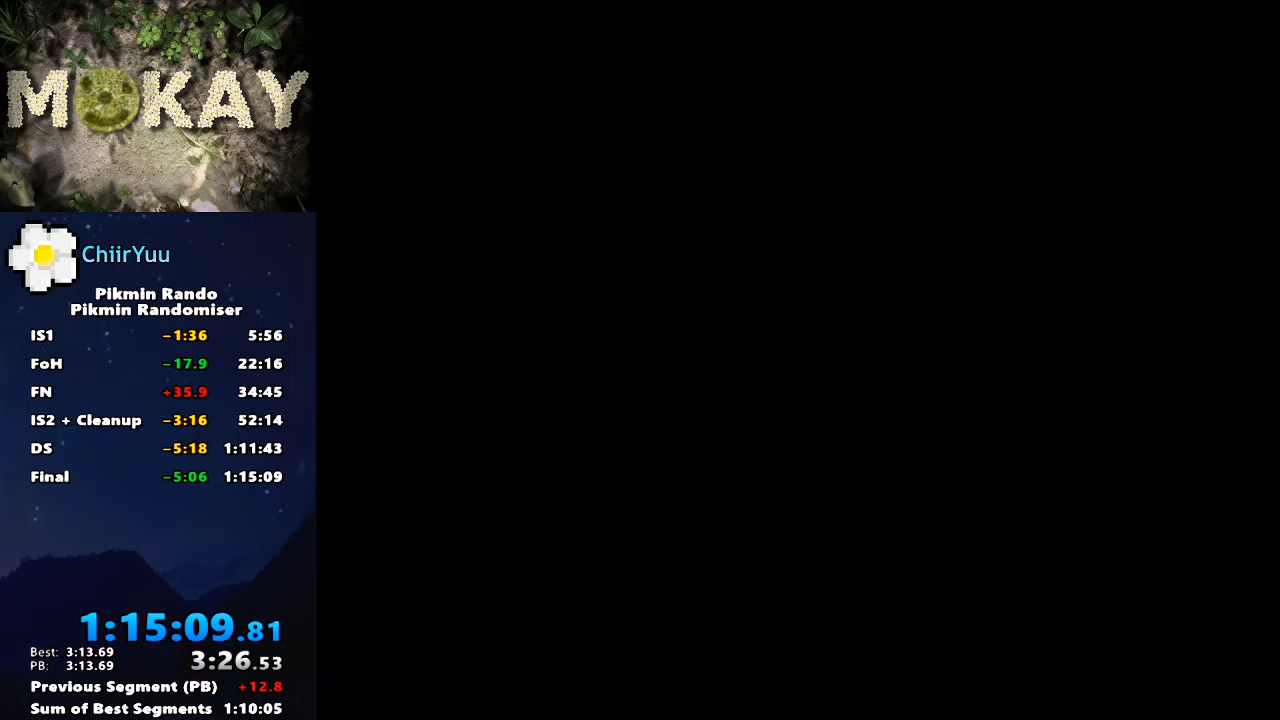 MOKAY
ChiirYuu
Pikmin Rando
Pikmin Randomiser
IS1 −1:36 5:56
FoH −17.9 22:16
FN +35.9 34:45
IS2 + Cleanup −3:16 52:14
DS −5:18 1:11:43
Final −5:06 1:15:09
1:15:09.81
Best: 3:13.69
PB: 3:13.69
3:26.53
Previous Segment (PB) +12.8
Sum of Best Segments 1:10:05